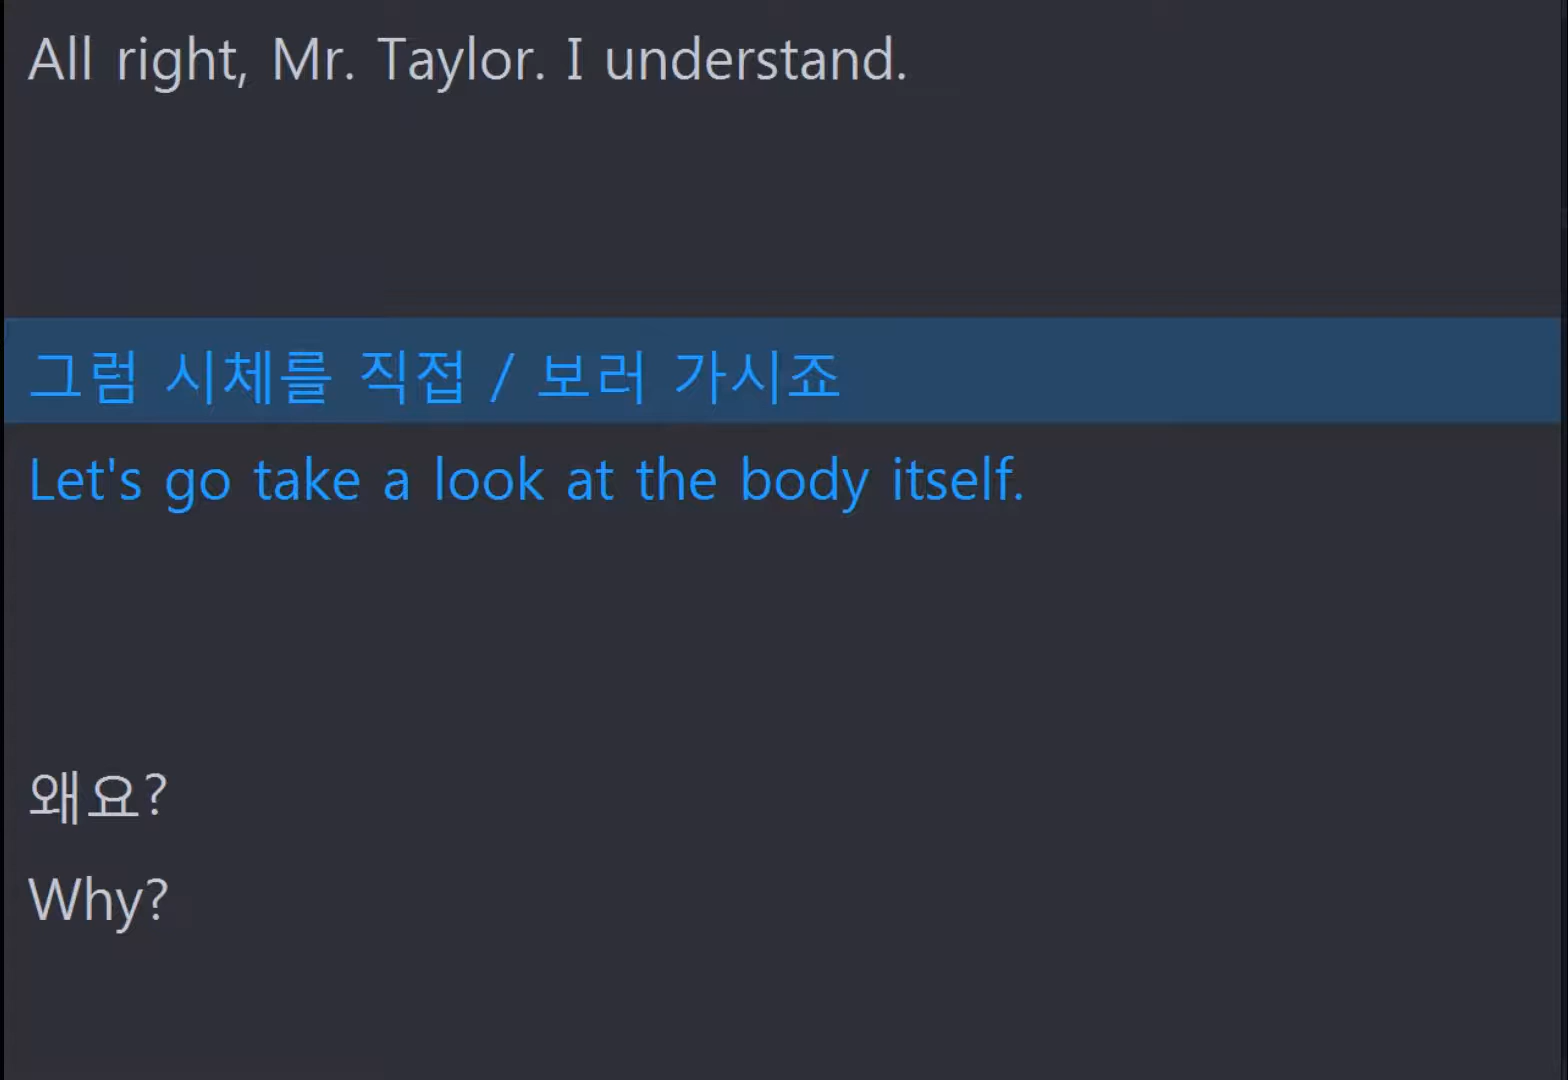 All right, Mr. Taylor. I understand.
그럼 시체를 직접 / 보러 가시죠
Let's go take a look at the body itself.
왜요?
Why?